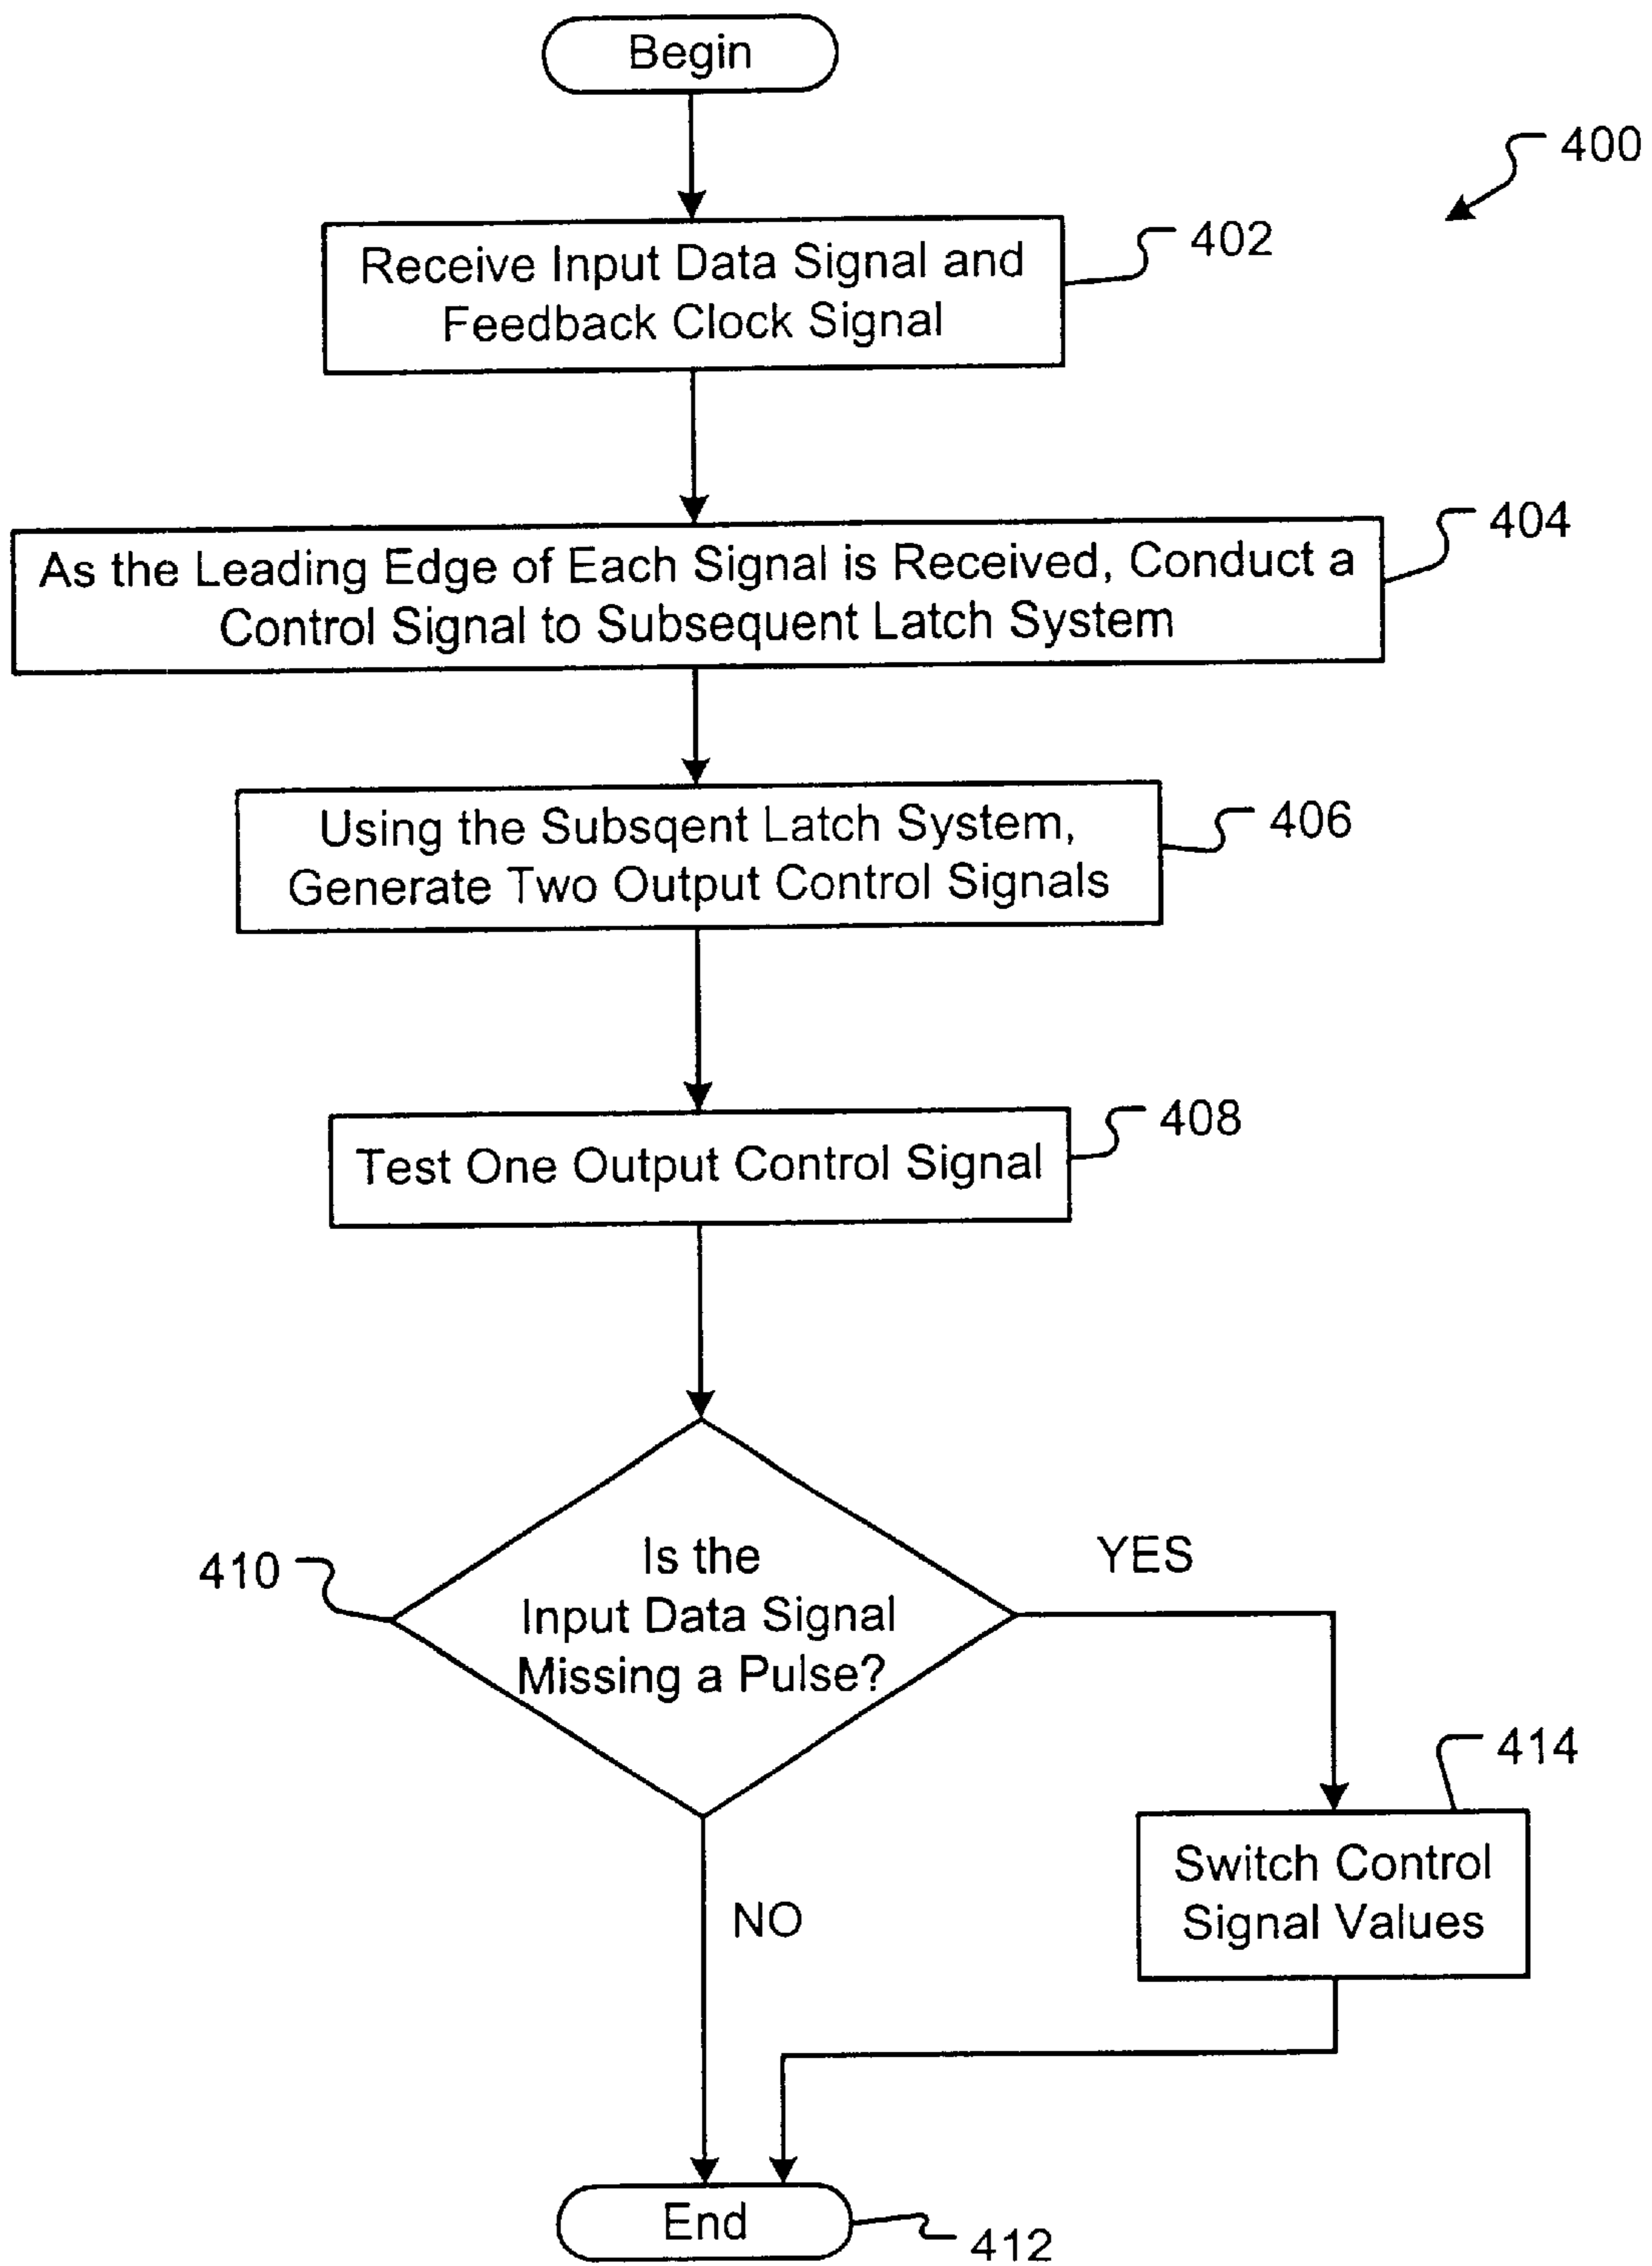 Begin
400
402
Receive Input Data Signal and
Feedback Clock Signal
404
As the Leading Edge of Each Signal is Received, Conduct a
Control Signal to Subsequent Latch System
406
Using the Subsqent Latch System,
Generate Two Output Control Signals
408
Test One Output Control Signal
410
Is the
Input Data Signal
Missing a Pulse?
YES
414
Switch Control
Signal Values
NO
End
412